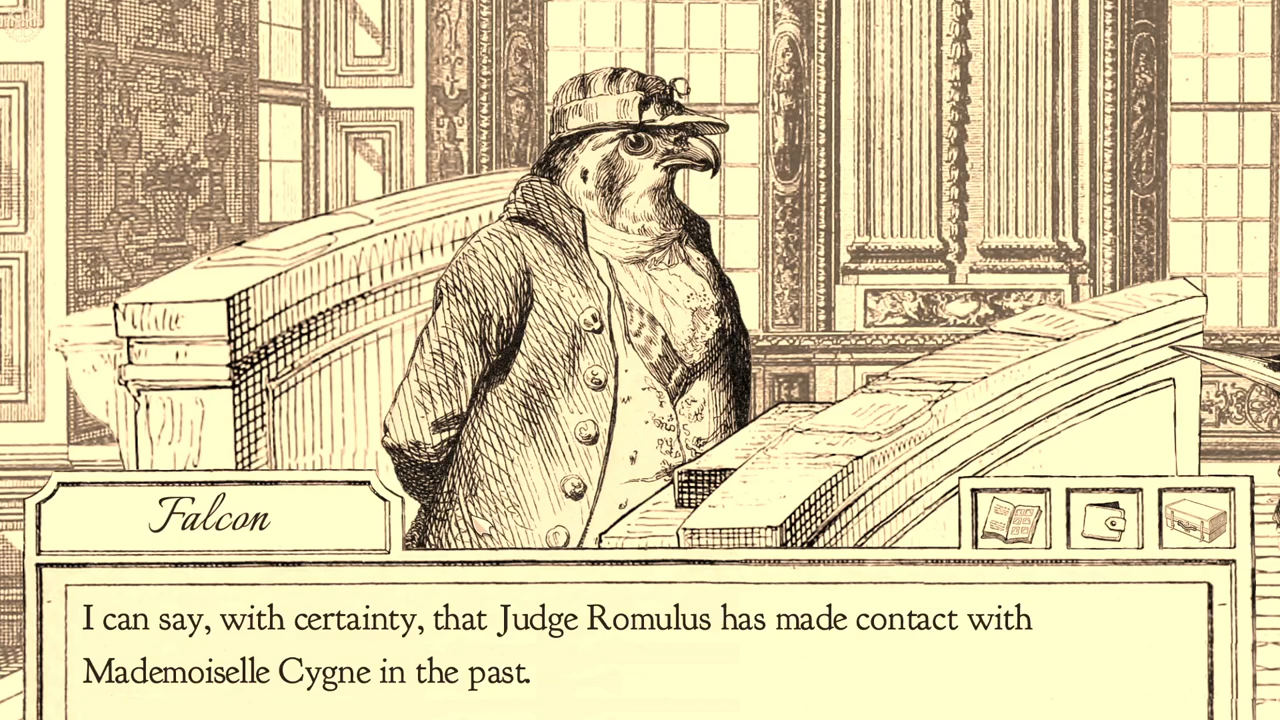 Falcon
I can say, with certainty, that Judge Romulus has made contact with
Mademoiselle Cygne in the past.